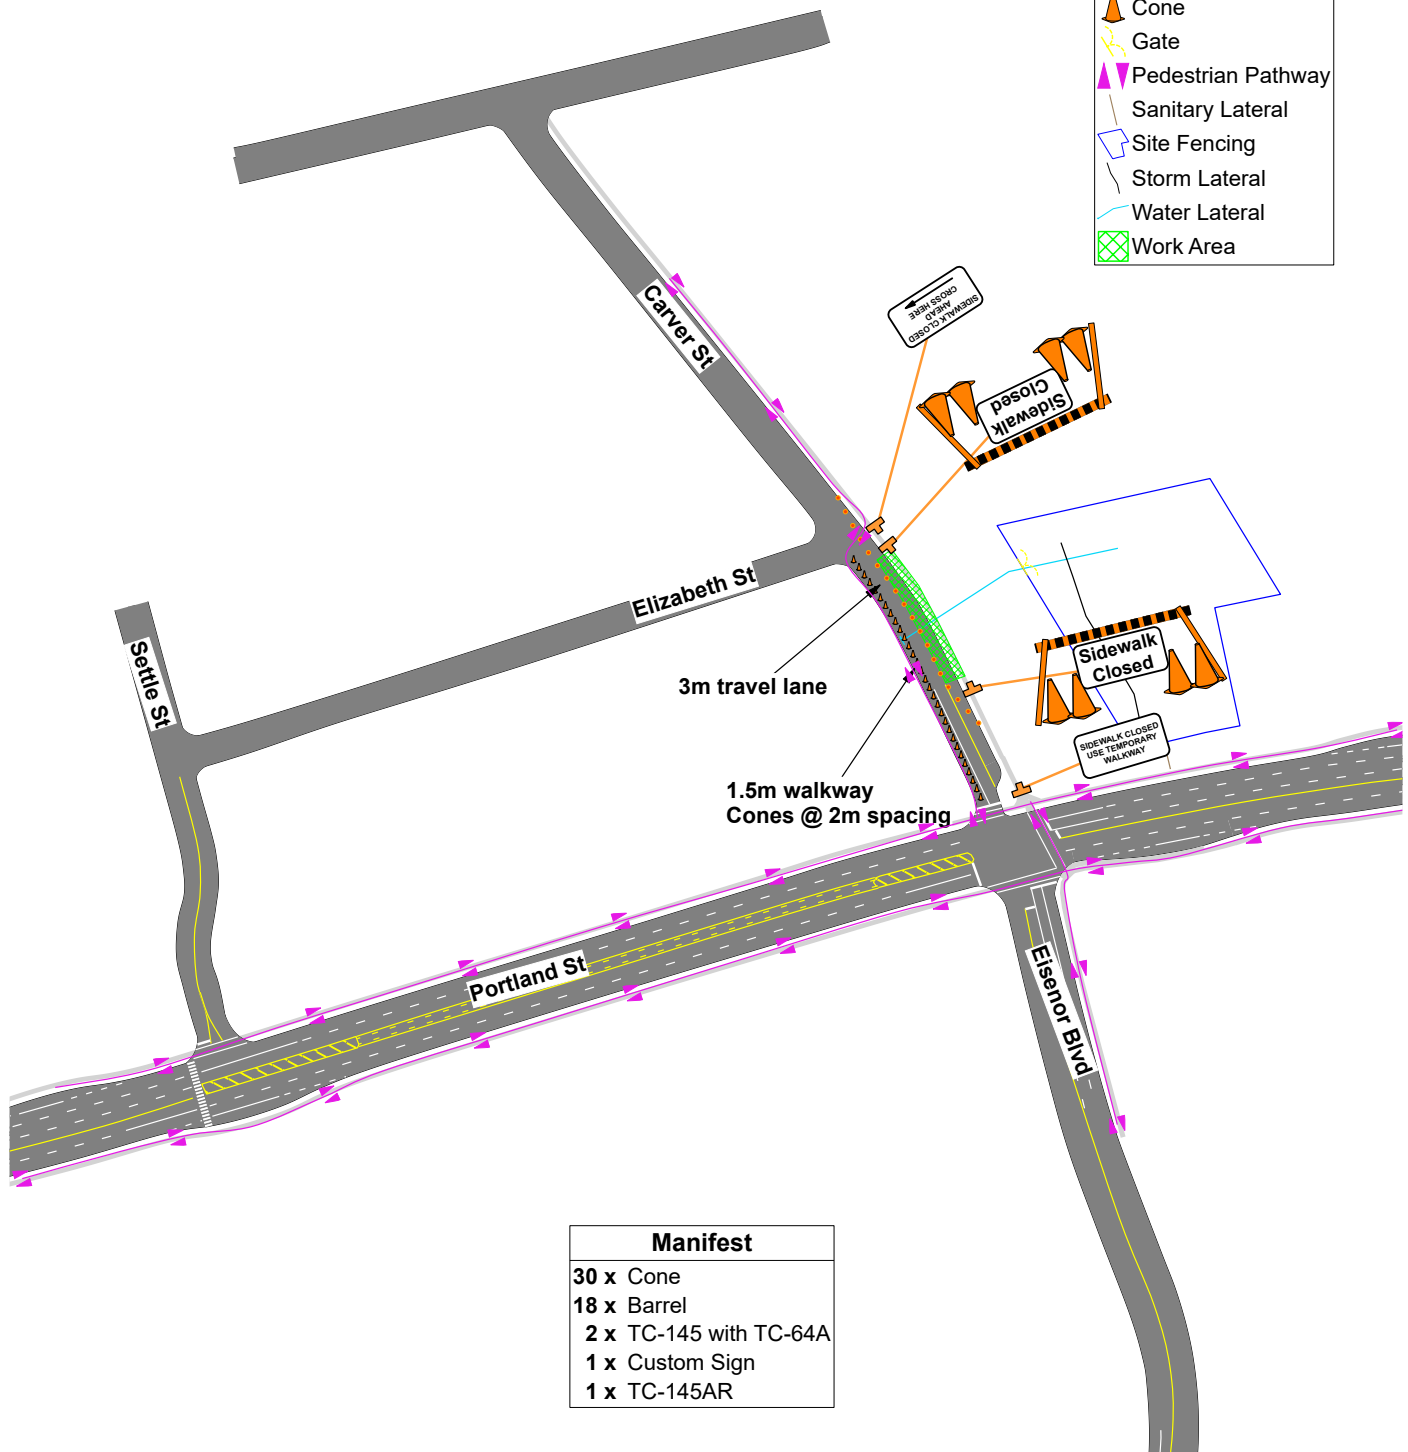 Cone
Gate
Pedestrian Pathway
Sanitary Lateral
Site Fencing
Storm Lateral
Water Lateral
Work Area
Carver St
SIDEWALK CLOSED
AHEAD
CROSS HERE
Sidewalk
Closed
Elizabeth St
Settle St
3m travel lane
Sidewalk
Closed
SIDEWALK CLOSED
USE TEMPORARY
WALKWAY
1.5m walkway
Cones @ 2m spacing
Portland St
Eisenor Blvd
Manifest
30 x Cone
18 x Barrel
2 x TC-145 with TC-64A
1 x Custom Sign
1 x TC-145AR